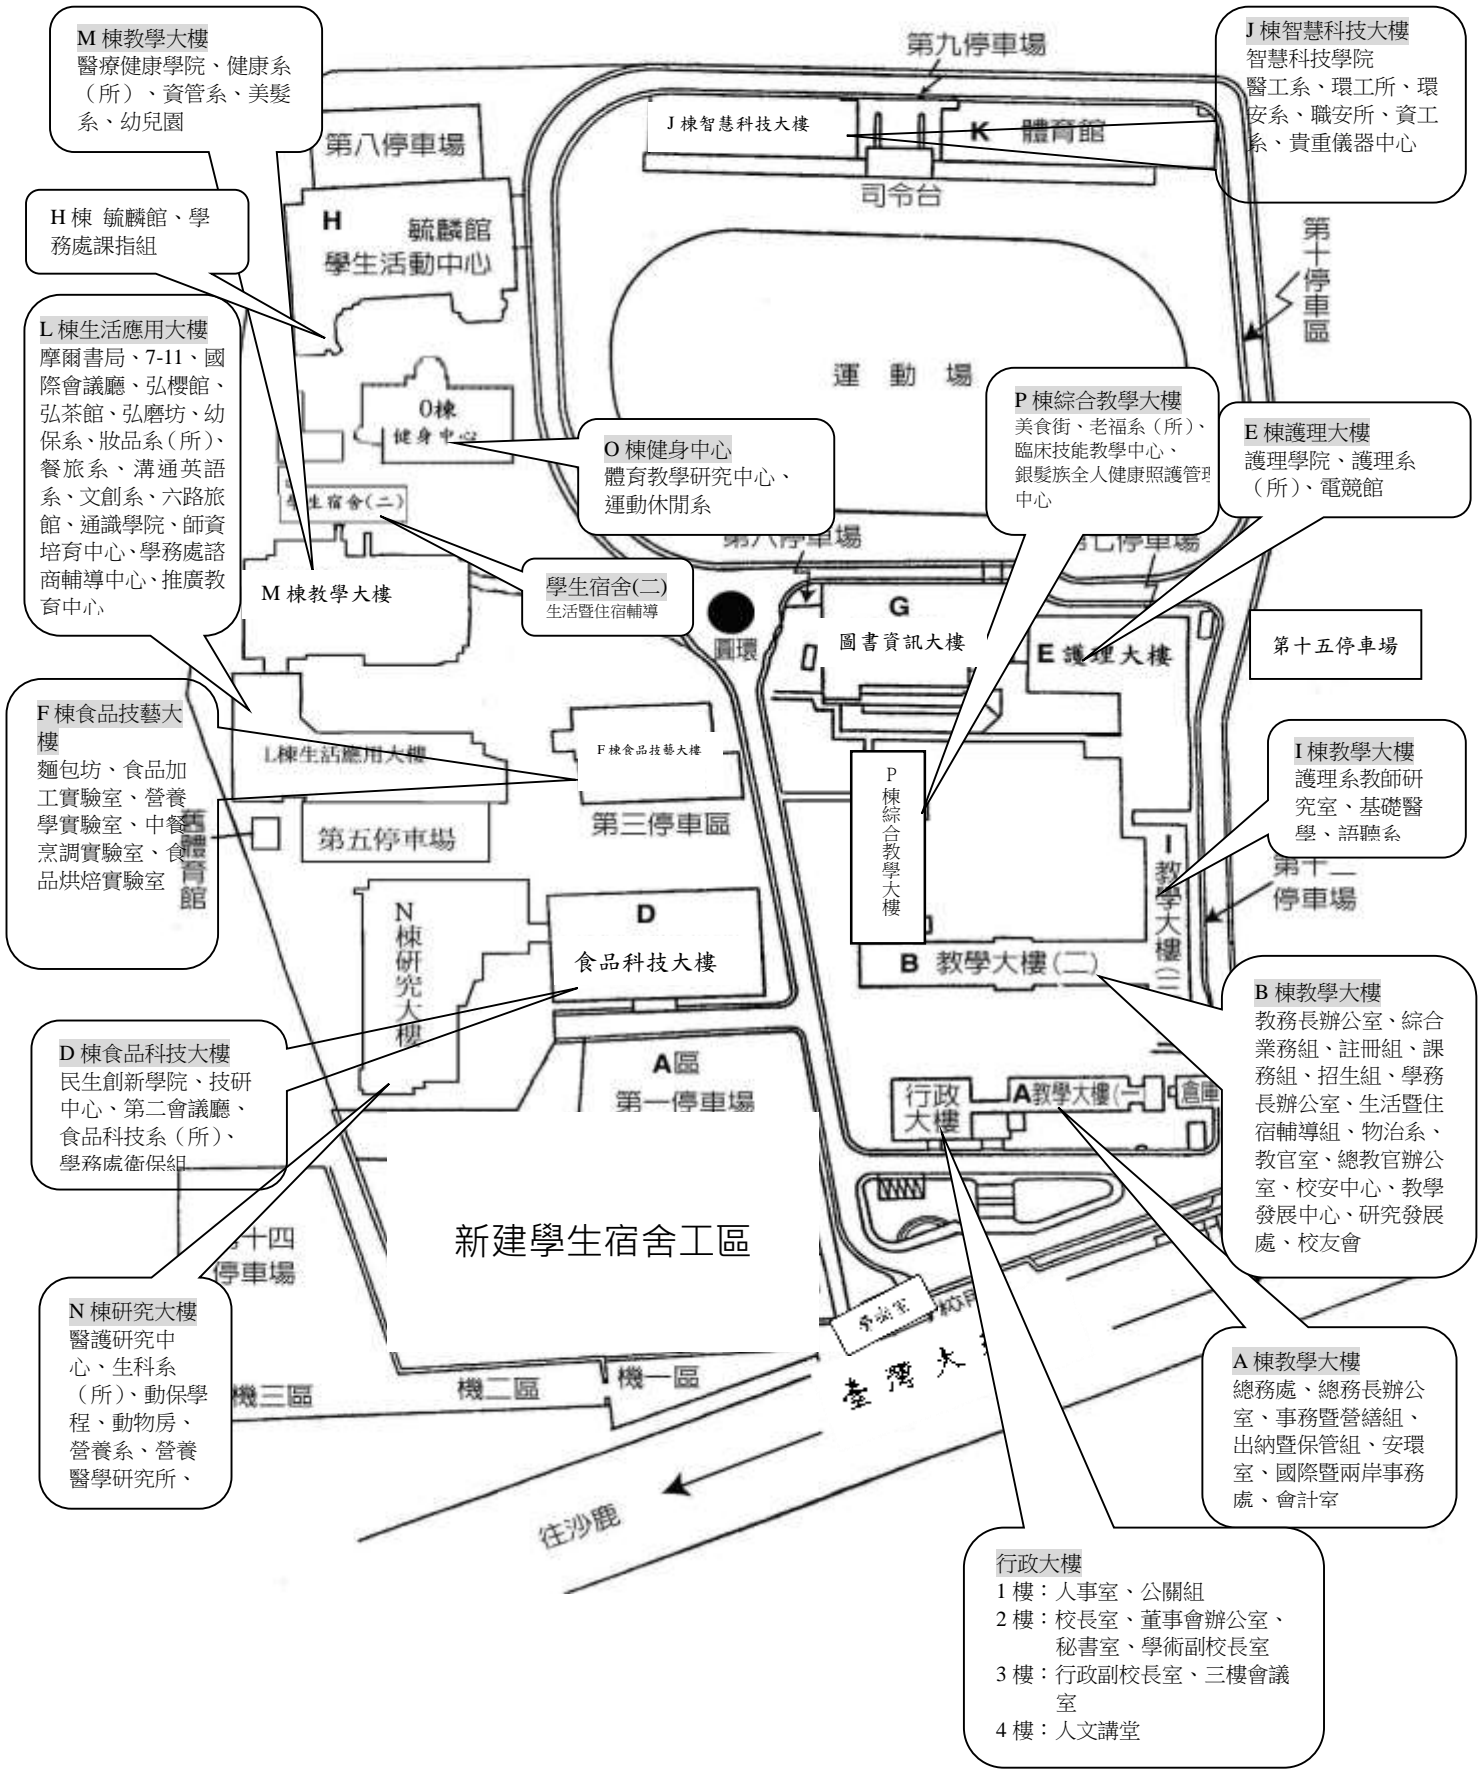 M 棟教學大樓
醫療健康學院、健康系
（所）、資管系、美髮
系、幼兒園
第九停車場
J 棟智慧科技大樓
智慧科技學院
醫工系、環工所、環
安系、職安所、資工
系、貴重儀器中心
第八停車場
J 棟智慧科技大樓
K 體育館
司令台
H 棟 毓麟館、學
務處課指組
H 毓麟館
學生活動中心
第十停車區
L 棟生活應用大樓
摩爾書局、7-11、國
際會議廳、弘櫻館、
弘茶館、弘磨坊、幼
保系、妝品系（所）、
餐旅系、溝通英語
系、文創系、六路旅
館、通識學院、師資
培育中心、學務處諮
商輔導中心、推廣教
育中心
運動場
O棟
健身中心
O 棟健身中心
體育教學研究中心、
運動休閒系
P 棟綜合教學大樓
美食街、老福系（所）、
臨床技能教學中心、
銀髮族全人健康照護管理
中心
E 棟護理大樓
護理學院、護理系
（所）、電競館
學生宿舍(二)
第六停車場
第七停車場
學生宿舍(二)
生活暨住宿輔導
M 棟教學大樓
圓環
G
圖書資訊大樓
E 護理大樓
第十五停車場
F 棟食品技藝大
樓
麵包坊、食品加
工實驗室、營養
學實驗室、中餐
烹調實驗室、食
品烘焙實驗室
L棟生活應用大樓
F 棟食品技藝大樓
第三停車區
第五停車場
舊體育館
P棟綜合教學大樓
I 棟教學大樓
護理系教師研
究室、基礎醫
學、語聽系
I 教學大樓(三)
第十二
停車場
N棟研究大樓
D
食品科技大樓
B 教學大樓(二)
B 棟教學大樓
教務長辦公室、綜合
業務組、註冊組、課
務組、招生組、學務
長辦公室、生活暨住
宿輔導組、物治系、
教官室、總教官辦公
室、校安中心、教學
發展中心、研究發展
處、校友會
D 棟食品科技大樓
民生創新學院、技研
中心、第二會議廳、
食品科技系（所）、
學務處衛保組
A區
第一停車場
行政
大樓
A教學大樓(一)
倉庫
新建學生宿舍工區
第十四
停車場
N 棟研究大樓
醫護研究中
心、生科系
（所）、動保學
程、動物房、
營養系、營養
醫學研究所、
臺灣大
機三區
機二區
機一區
往沙鹿
A 棟教學大樓
總務處、總務長辦公
室、事務暨營繕組、
出納暨保管組、安環
室、國際暨兩岸事務
處、會計室
行政大樓
1 樓：人事室、公關組
2 樓：校長室、董事會辦公室、
秘書室、學術副校長室
3 樓：行政副校長室、三樓會議
室
4 樓：人文講堂